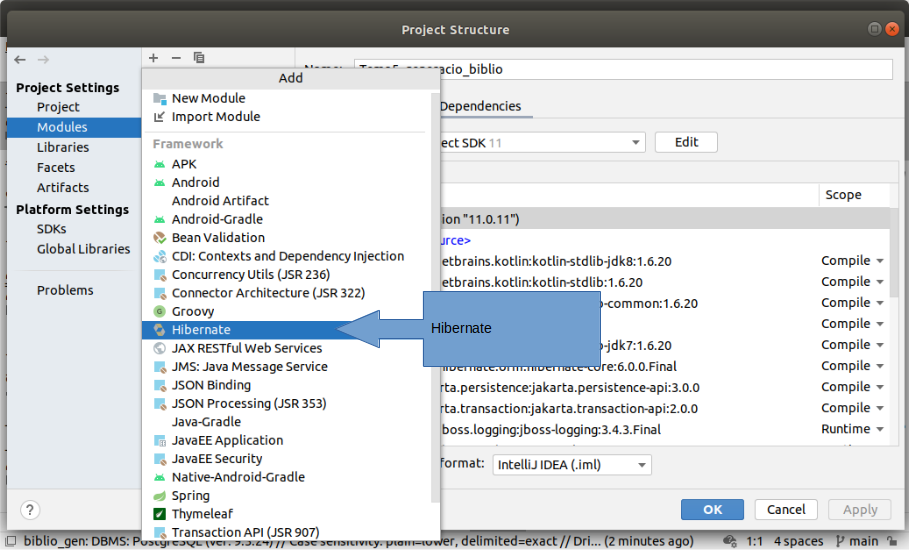 Project Structure
Project Settings
Project
Modules
Libraries
Facets
Artifacts
Platform Settings
SDKs
Global Libraries
Problems
Add
New Module
Import Module
Framework
APK
Android
Android Artifact
Android-Gradle
Bean Validation
CDI: Contexts and Dependency Injection
Concurrency Utils (JSR 236)
Connector Architecture (JSR 322)
Groovy
Hibernate
JAX RESTful Web Services
JMS: Java Message Service
JSON Binding
JSON Processing (JSR 353)
Java-Gradle
JavaEE Application
JavaEE Security
Native-Android-Gradle
Spring
Thymeleaf
Transaction API (JSR 907)
Hibernate
Name: Tema5_generacio_biblio
Dependencies
ect SDK 11
Edit
Scope
ion "11.0.11")
urce>
etbrains.kotlin:kotlin-stdlib-jdk8:1.6.20 Compile
etbrains.kotlin:kotlin-stdlib:1.6.20 Compile
b-common:1.6.20 Compile
Compile
b-jdk7:1.6.20 Compile
hibernate.orm:hibernate-core:6.0.0.Final Compile
rta.persistence:jakarta.persistence-api:3.0.0 Compile
rta.transaction:jakarta.transaction-api:2.0.0 Compile
boss.logging:jboss-logging:3.4.3.Final Runtime
format: IntelliJ IDEA (.iml)
?
OK
Cancel
Apply
biblio_gen: DBMS: PostgreSQL (ver. 9.5.24) // Case sensitivity: plain=lower, delimited=exact // Dri... (2 minutes ago) 1:1 4 spaces main